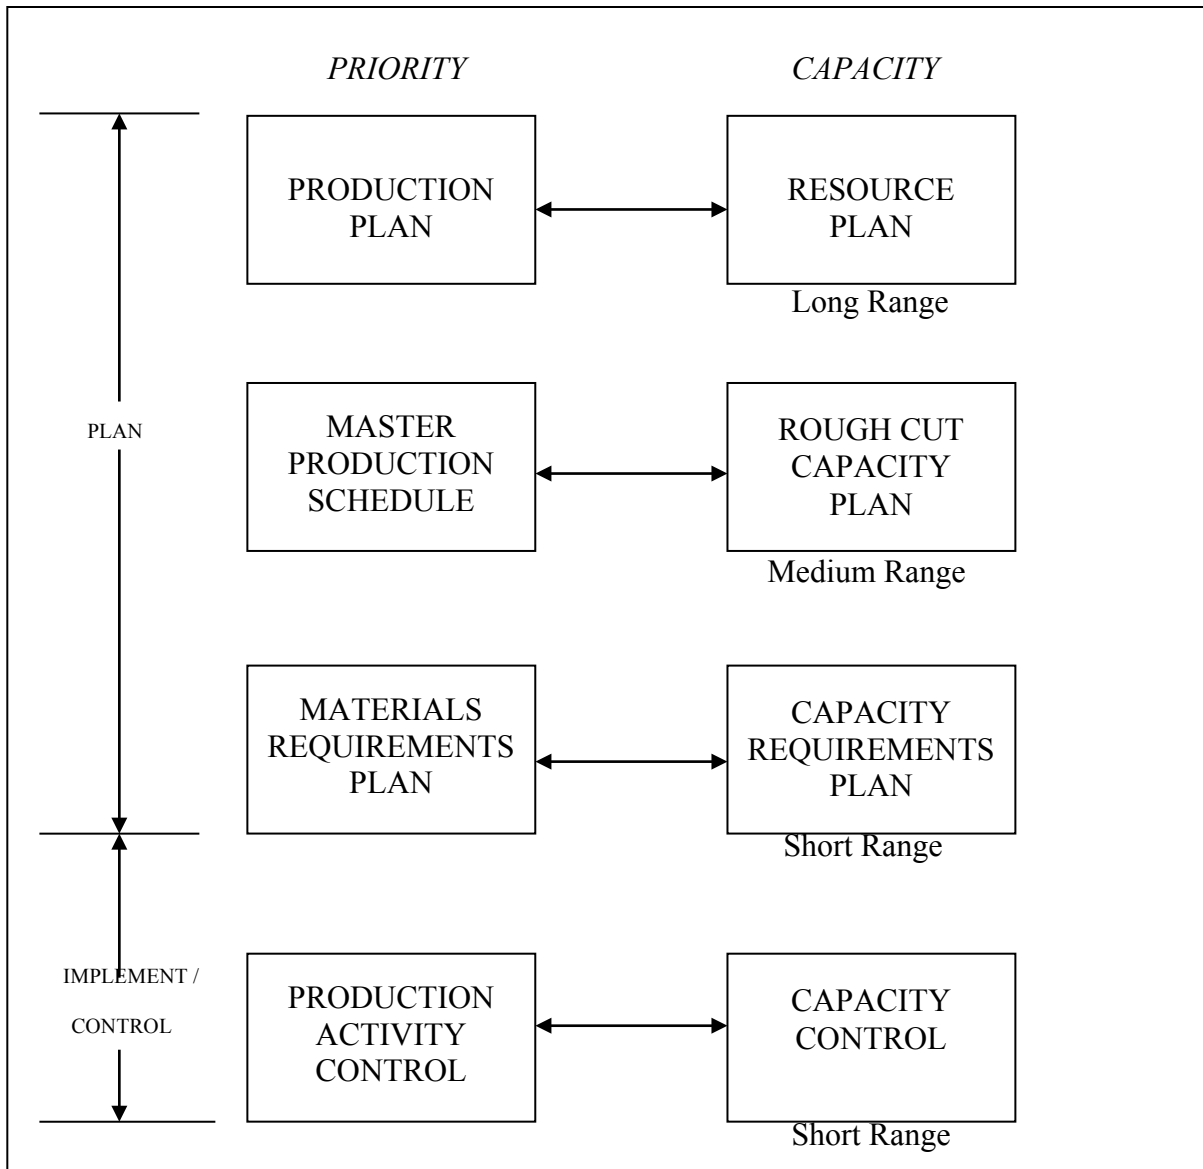 PRIORITY
CAPACITY
PRODUCTION
PLAN
RESOURCE
PLAN
Long Range
PLAN
MASTER
PRODUCTION
SCHEDULE
ROUGH CUT
CAPACITY
PLAN
Medium Range
MATERIALS
REQUIREMENTS
PLAN
CAPACITY
REQUIREMENTS
PLAN
Short Range
IMPLEMENT /
CONTROL
PRODUCTION
ACTIVITY
CONTROL
CAPACITY
CONTROL
Short Range